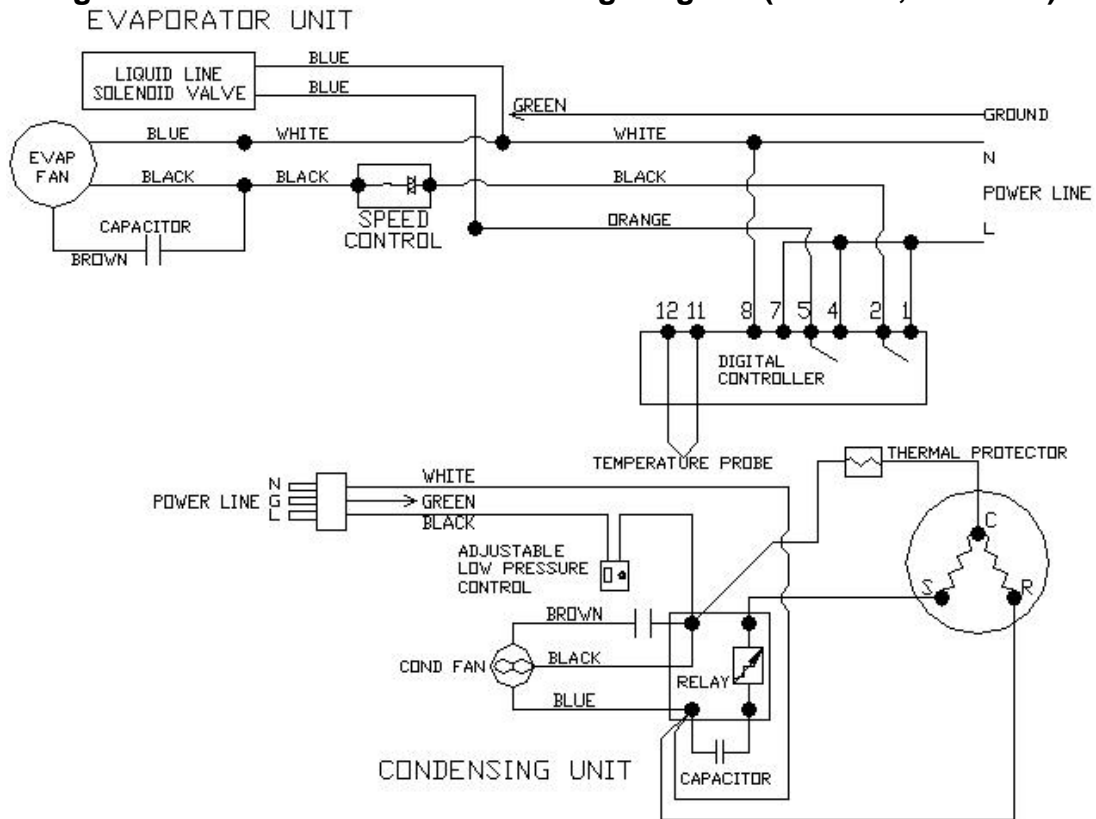 EVAPORATOR UNIT
LIQUID LINE
SOLENOID VALVE
BLUE
BLUE
GREEN
GROUND
BLUE
WHITE
WHITE
N
EVAP
FAN
BLACK
BLACK
BLACK
POWER LINE
SPEED
CONTROL
CAPACITOR
BROWN
ORANGE
L
12 11 8 7 5 4 2 1
DIGITAL
CONTROLLER
TEMPERATURE PROBE
THERMAL PROTECTOR
POWER LINE
N
G
L
WHITE
GREEN
BLACK
ADJUSTABLE
LOW PRESSURE
CONTROL
C
S
R
BROWN
COND FAN
BLACK
RELAY
BLUE
CAPACITOR
CONDENSING UNIT